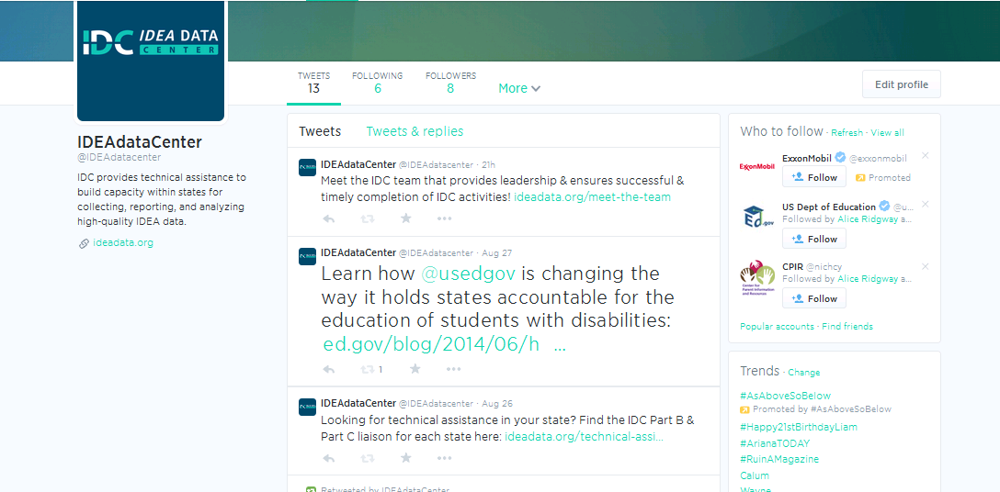 IDC IDEA DATA
CENTER
TWEETS
13
FOLLOWING
6
FOLLOWERS
8
More
Edit profile
IDEAdataCenter
@IDEAdatacenter
IDC provides technical assistance to
build capacity within states for
collecting, reporting, and analyzing
high-quality IDEA data.
ideadata.org
Tweets Tweets & replies
IDEAdataCenter @IDEAdatacenter · 21h
Meet the IDC team that provides leadership & ensures successful &
timely completion of IDC activities! ideadata.org/meet-the-team
IDEAdataCenter @IDEAdatacenter · Aug 27
Learn how @usedgov is changing the
way it holds states accountable for the
education of students with disabilities:
ed.gov/blog/2014/06/h ...
1
IDEAdataCenter @IDEAdatacenter · Aug 26
Looking for technical assistance in your state? Find the IDC Part B &
Part C liaison for each state here: ideadata.org/technical-assi...
Retweeted by IDEAdataCenter
Who to follow · Refresh · View all
ExxonMobil
ExxonMobil @exxonmobil
Follow Promoted
Ed.gov
US Dept of Education @u...
Followed by Alice Ridgway a...
Follow
Center for
Parent Information
and Resources
CPIR @nichcy
Followed by Alice Ridgway a...
Follow
Popular accounts · Find friends
Trends · Change
#AsAboveSoBelow
Promoted by #AsAboveSoBelow
#Happy21stBirthdayLiam
#ArianaTODAY
#RuinAMagazine
Calum
Wayne